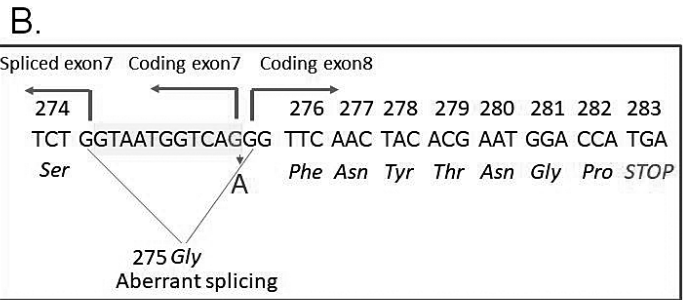 B.
Spliced exon7 Coding exon7 Coding exon8
274 276 277 278 279 280 281 282 283
TCT GGTAATGGTCAGGG TTC AAC TAC ACG AAT GGA CCA TGA
Ser Phe Asn Tyr Thr Asn Gly Pro STOP
A
275 Gly
Aberrant splicing